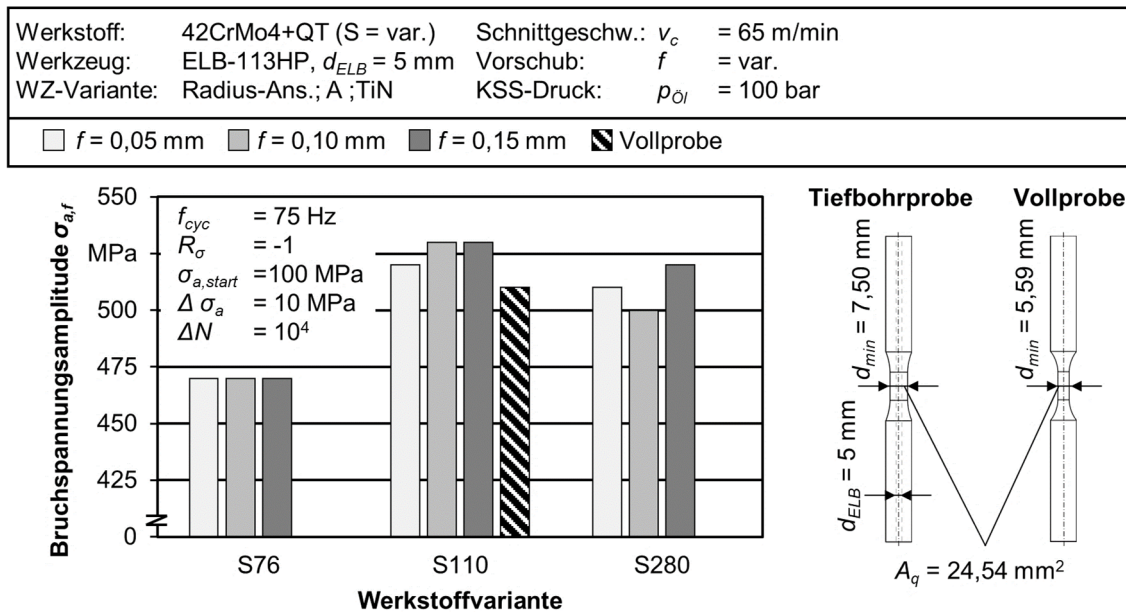 Werkstoff: 42CrMo4+QT (S = var.) Schnittgeschw.: v_c = 65 m/min
Werkzeug: ELB-113HP, d_ELB = 5 mm Vorschub: f = var.
WZ-Variante: Radius-Ans.; A ;TiN KSS-Druck: p_Öl = 100 bar
f = 0,05 mm f = 0,10 mm f = 0,15 mm Vollprobe
Bruchspannungsamplitude σ_a,f
550
MPa
500
475
450
425
0
f_cyc = 75 Hz
R_σ = -1
σ_a,start =100 MPa
Δ σ_a = 10 MPa
ΔN = 10⁴
S76 S110 S280
Werkstoffvariante
Tiefbohrprobe Vollprobe
d_min = 7,50 mm
d_min = 5,59 mm
d_ELB = 5 mm
A_q = 24,54 mm²